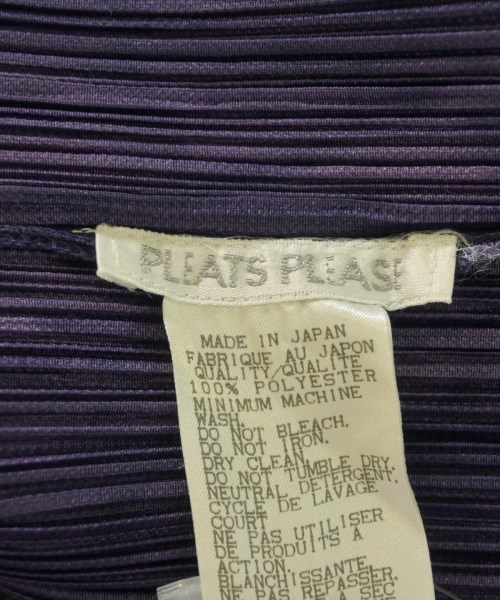 PLEATS PLEASE
MADE IN JAPAN
FABRIQUE AU JAPON
QUALITY/QUALITE
100% POLYESTER
MINIMUM MACHINE
WASH.
DO NOT BLEACH.
DO NOT IRON.
DRY CLEAN.
DO NOT TUMBLE DRY.
NEUTRAL DETERGENT.
CYCLE DE LAVAGE
COURT
NE PAS UTILISER
DE PRODUITS A
ACTION
BLANCHISSANTE.
NE PAS REPASSER.
NE A SEC